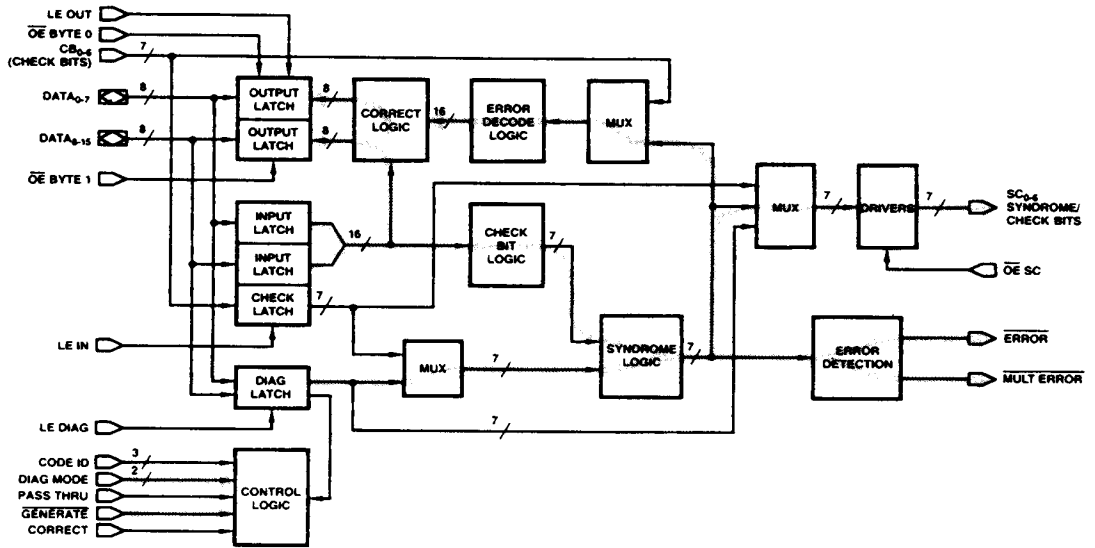 LE OUT
OE BYTE 0
CB0-6
(CHECK BITS)
7
DATA0-7
8
DATA8-15
8
OE BYTE 1
OUTPUT
LATCH
OUTPUT
LATCH
8
8
CORRECT
LOGIC
16
ERROR
DECODE
LOGIC
MUX
INPUT
LATCH
INPUT
LATCH
CHECK
LATCH
16
7
CHECK
BIT
LOGIC
7
MUX
7
DRIVERS
7
SC0-6
SYNDROME/
CHECK BITS
OE SC
LE IN
MUX
7
SYNDROME
LOGIC
7
ERROR
DETECTION
ERROR
MULT ERROR
DIAG
LATCH
7
LE DIAG
CODE ID
3
DIAG MODE
2
PASS THRU
GENERATE
CORRECT
CONTROL
LOGIC